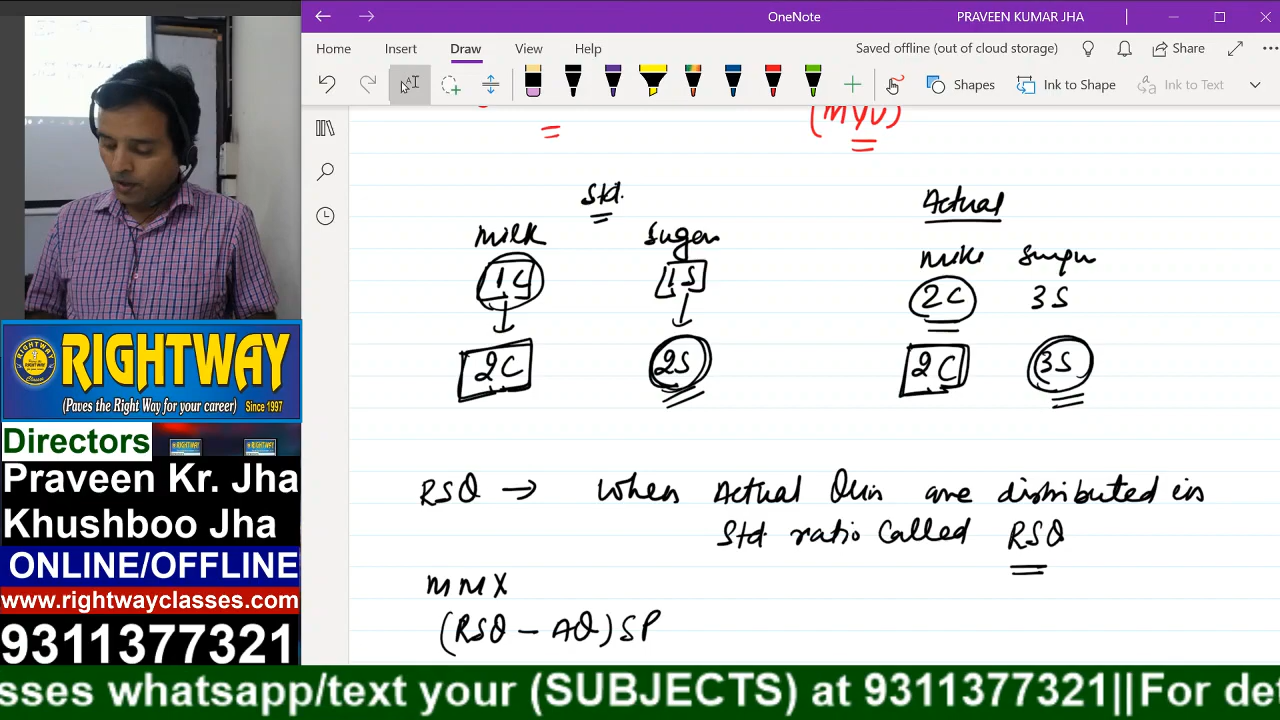 OneNote
PRAVEEN KUMAR JHA
Home Insert Draw View Help
Saved offline (out of cloud storage)
Share
Shapes
Ink to Shape
Ink to Text
(MYV)
Std.
Actual
Milk
1C 1S
2C 3S
2C 2S
2C 3S
RSQ → When Actual are distributed in
Std ratio Called RSQ
MMX
(RSQ - AQ) SP
RIGHTWAY
(Paves the Right Way for your career) Since 1997
Directors
Praveen Kr. Jha
Khushboo Jha
ONLINE/OFFLINE
www.rightwayclasses.com
9311377321
sses whatsapp/text your (SUBJECTS) at 9311377321||For det